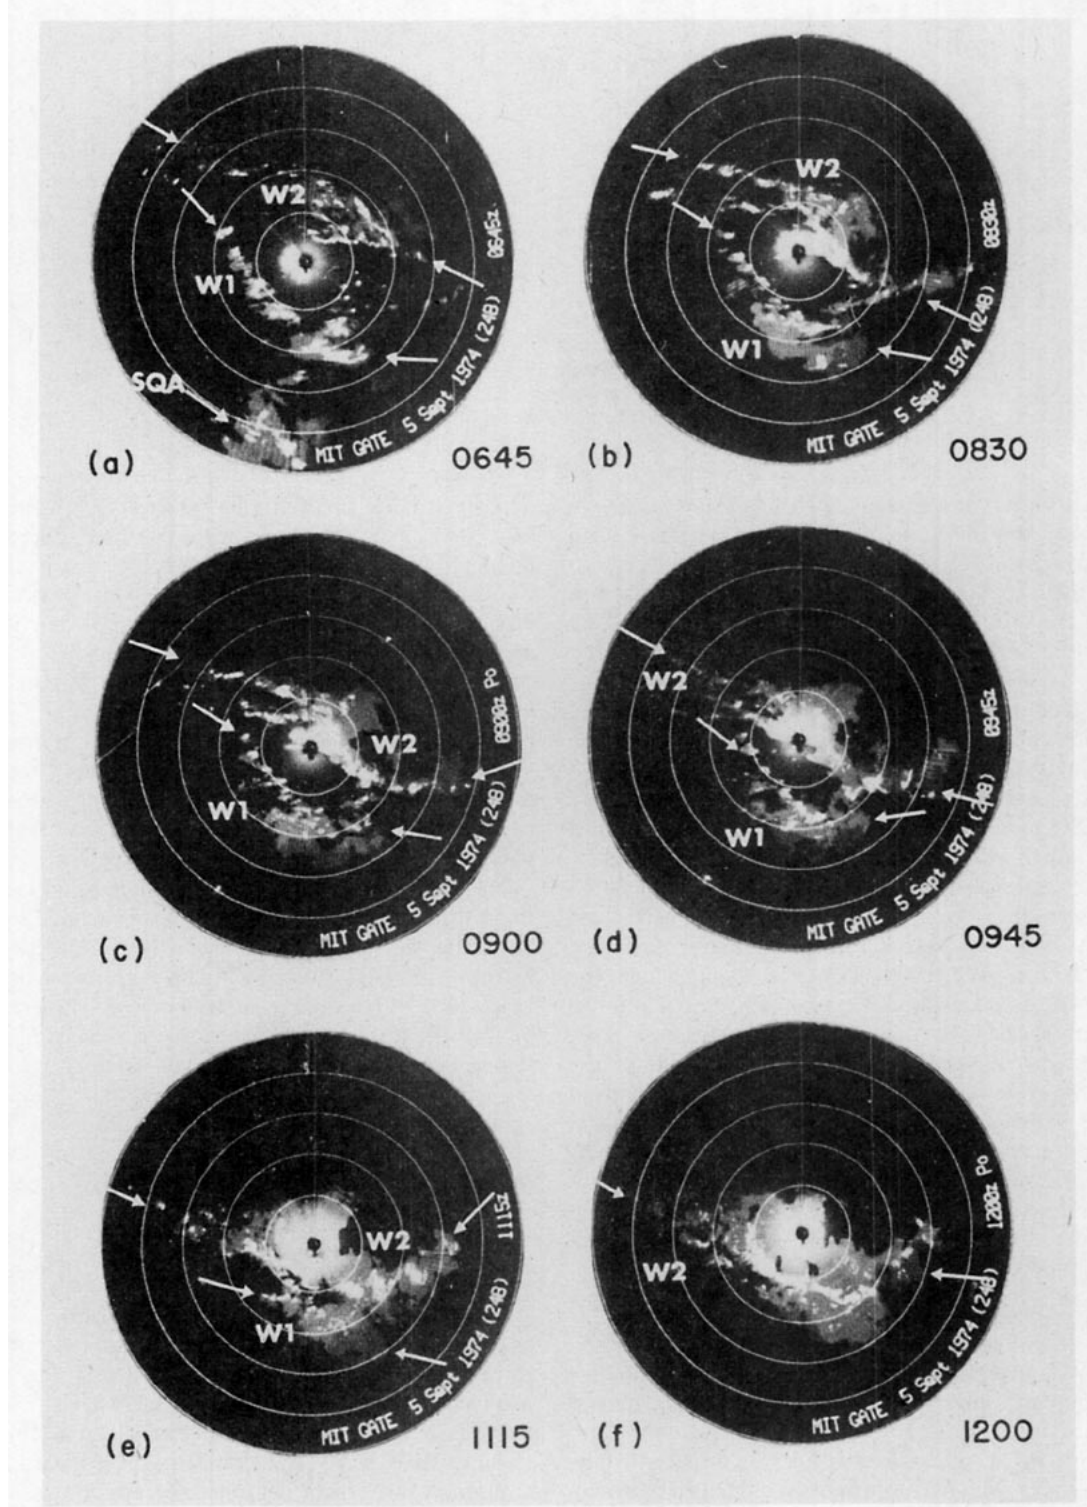 W2
W1
SQA
0645z
MIT GATE 5 Sept 1974 (248)
(a)
0645
W2
W1
0830z
MIT GATE 5 Sept 1974 (248)
(b)
0830
W2
W1
0900z Po
MIT GATE 5 Sept 1974 (248)
(c)
0900
W2
W1
0945z
MIT GATE 5 Sept 1974 (248)
(d)
0945
W2
W1
1115z
MIT GATE 5 Sept 1974 (248)
(e)
1115
W2
1200z Po
MIT GATE 5 Sept 1974 (248)
(f)
1200